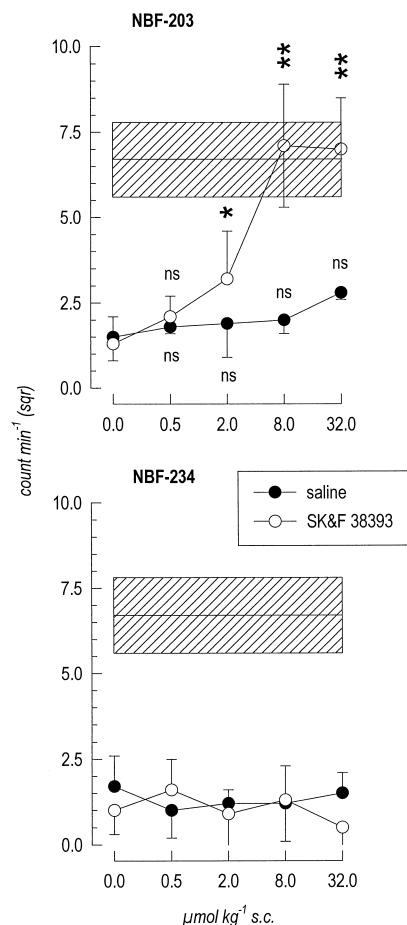 NBF-203
10.0
7.5
5.0
2.5
0.0
**
**
*
ns
ns
ns
ns
ns
0.0 0.5 2.0 8.0 32.0
count min⁻¹ (sqr)
NBF-234
saline
SK&F 38393
10.0
7.5
5.0
2.5
0.0
0.0 0.5 2.0 8.0 32.0
µmol kg⁻¹ s.c.